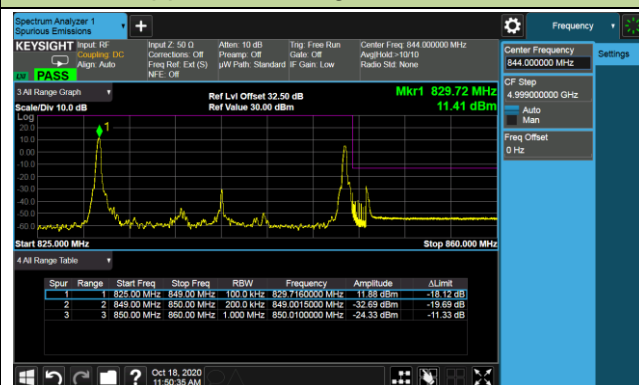 Spectrum Analyzer 1
Spurious Emissions
+
Frequency
KEYSIGHT Input: RF Input Z: 50 Ω Atten: 10 dB Trig: Free Run Center Freq: 844.000000 MHz
Coupling: DC Corrections: Off Preamp: Off Gate: Off Avg|Hold:>10/10
Align: Auto Freq Ref: Ext (S) µW Path: Standard IF Gain: Low Radio Std: None
NFE: Off
PASS
Center Frequency
844.000000 MHz
Settings
CF Step
4.999000000 GHz
Auto
Man
Freq Offset
0 Hz
3 All Range Graph
Scale/Div 10.0 dB
Ref Lvl Offset 32.50 dB
Ref Value 30.00 dBm
Mkr1 829.72 MHz
11.41 dBm
Log
20.0
10.0
0.00
-10.0
-20.0
-30.0
-40.0
-50.0
-60.0
1
Start 825.000 MHz Stop 860.000 MHz
4 All Range Table
Spur Range Start Freq Stop Freq RBW Frequency Amplitude ΔLimit
1 1 825.00 MHz 849.00 MHz 100.0 kHz 829.7160000 MHz 11.88 dBm -18.12 dB
2 2 849.00 MHz 850.00 MHz 200.0 kHz 849.0015000 MHz -32.69 dBm -19.69 dB
3 3 850.00 MHz 860.00 MHz 1.000 MHz 850.0100000 MHz -24.33 dBm -11.33 dB
?
Oct 18, 2020
11:50:35 AM